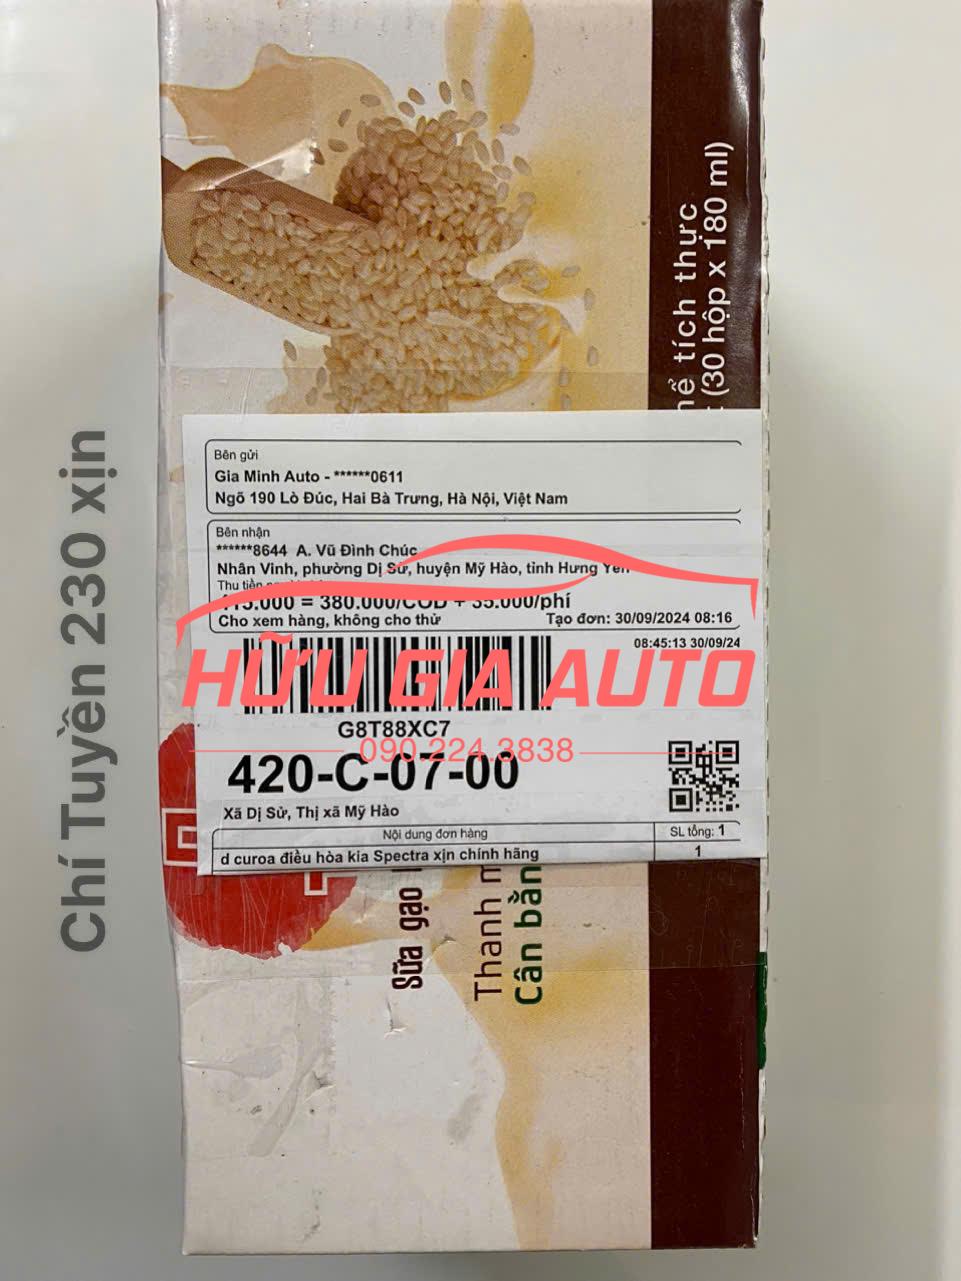 thể tích thực
(30 hộp x 180 ml)
Chí Tuyền 230 xịn
Bên gửi
Gia Minh Auto - ******0611
Ngõ 190 Lò Đúc, Hai Bà Trưng, Hà Nội, Việt Nam
Bên nhận
******8644 A. Vũ Đình Chúc
Nhân Vinh, phường Dị Sử, huyện Mỹ Hào, tỉnh Hưng Yên
Thu tiền
415.000 = 380.000/COD + 35.000/phí
Cho xem hàng, không cho thử
Tạo đơn: 30/09/2024 08:16
08:45:13 30/09/24
HỮU GIA AUTO
G8T88XC7
090.224.3838
420-C-07-00
Xã Dị Sử, Thị xã Mỹ Hào
Nội dung đơn hàng
SL tổng: 1
d curoa điều hòa kia Spectra xịn chính hãng
1
Sữa gạo
Thanh
Cân bằng